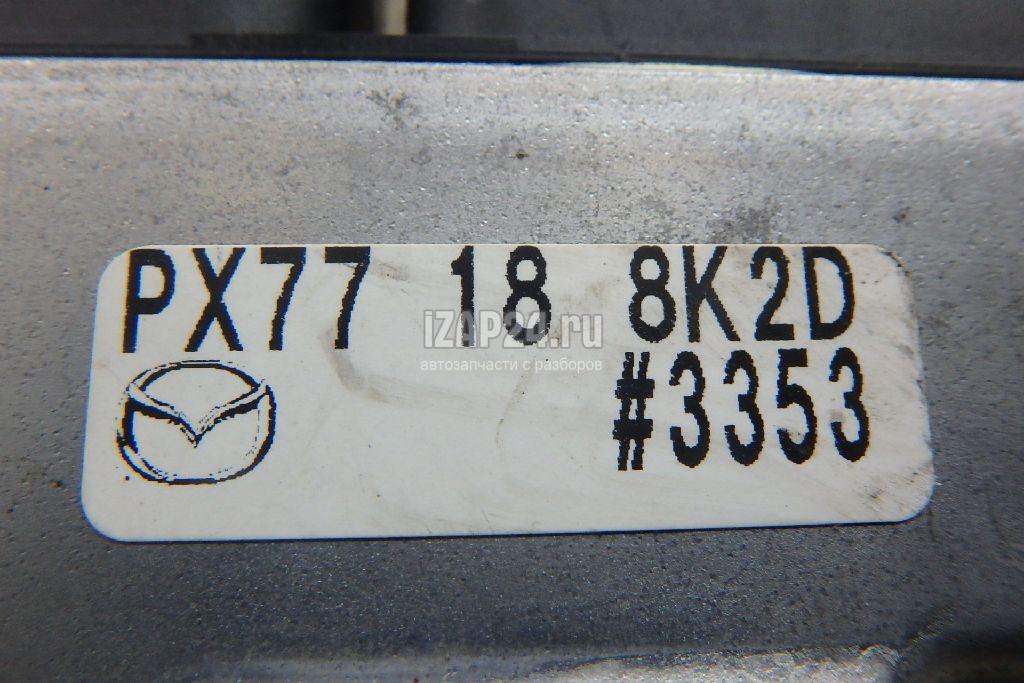 PX77 18 8K2D
iZAP24.ru
автозапчасти с разборов
#3353